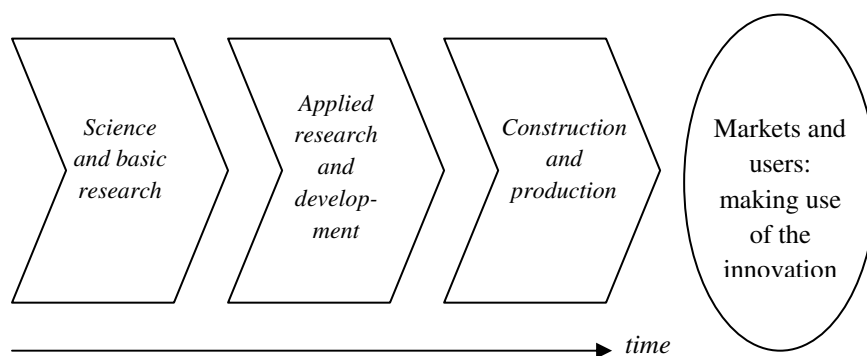 Science
and basic
research
Applied
research
and
develop-
ment
Construction
and
production
Markets and
users:
making use
of the
innovation
time